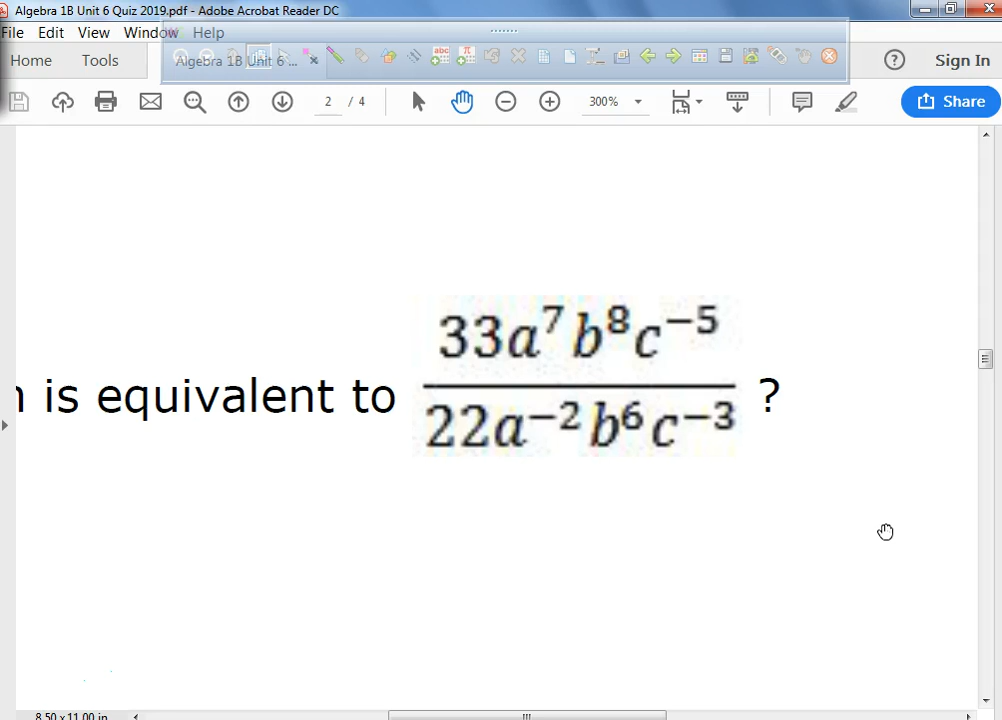 Algebra 1B Unit 6 Quiz 2019.pdf - Adobe Acrobat Reader DC
File Edit View Window Help
Home Tools Algebra 1B Unit 6 ... × Sign In
2 / 4 300% Share
33a⁷b⁸c⁻⁵
is equivalent to ?
22a⁻²b⁶c⁻³
8.50 x 11.00 in